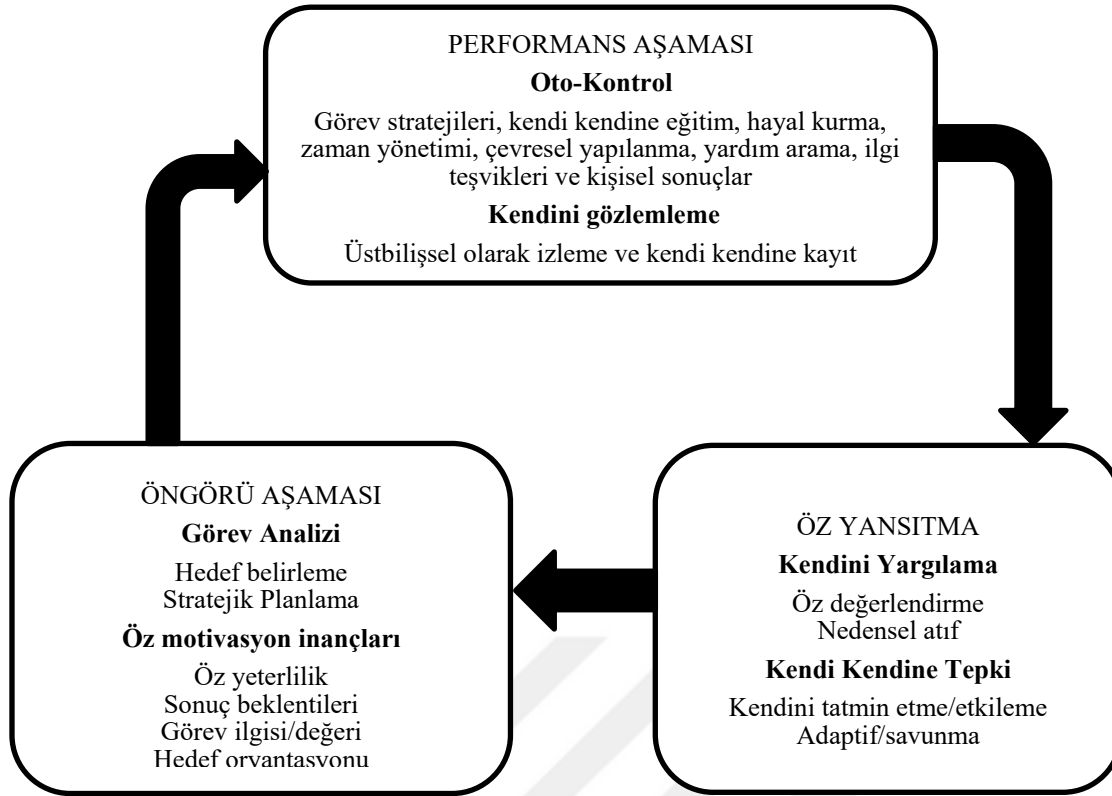 PERFORMANS AŞAMASI
Oto-Kontrol
Görev stratejileri, kendi kendine eğitim, hayal kurma,
zaman yönetimi, çevresel yapılanma, yardım arama, ilgi
teşvikleri ve kişisel sonuçlar
Kendini gözlemleme
Üstbilişsel olarak izleme ve kendi kendine kayıt
ÖNGÖRÜ AŞAMASI
Görev Analizi
Hedef belirleme
Stratejik Planlama
Öz motivasyon inançları
Öz yeterlilik
Sonuç beklentileri
Görev ilgisi/değeri
Hedef oryantasyonu
ÖZ YANSITMA
Kendini Yargılama
Öz değerlendirme
Nedensel atıf
Kendi Kendine Tepki
Kendini tatmin etme/etkileme
Adaptif/savunma